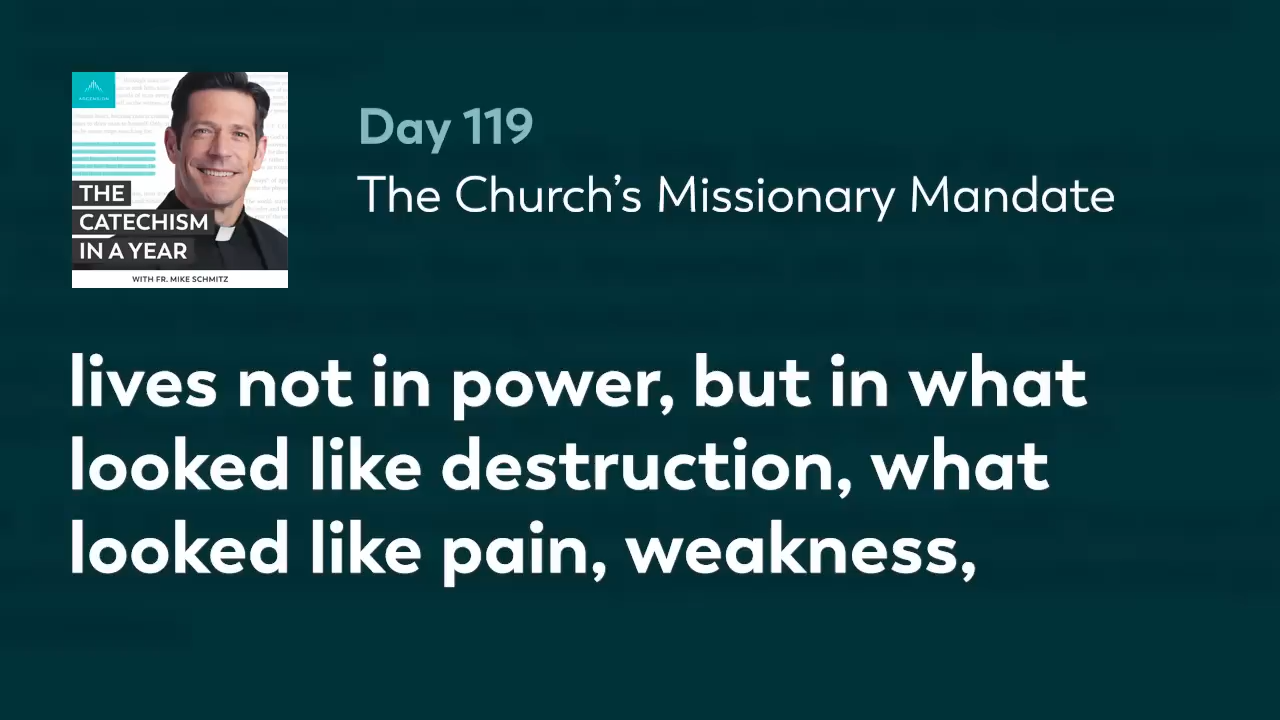 ASCENSION
THE
CATECHISM
IN A YEAR
WITH FR. MIKE SCHMITZ
Day 119
The Church’s Missionary Mandate
lives not in power, but in what
looked like destruction, what
looked like pain, weakness,